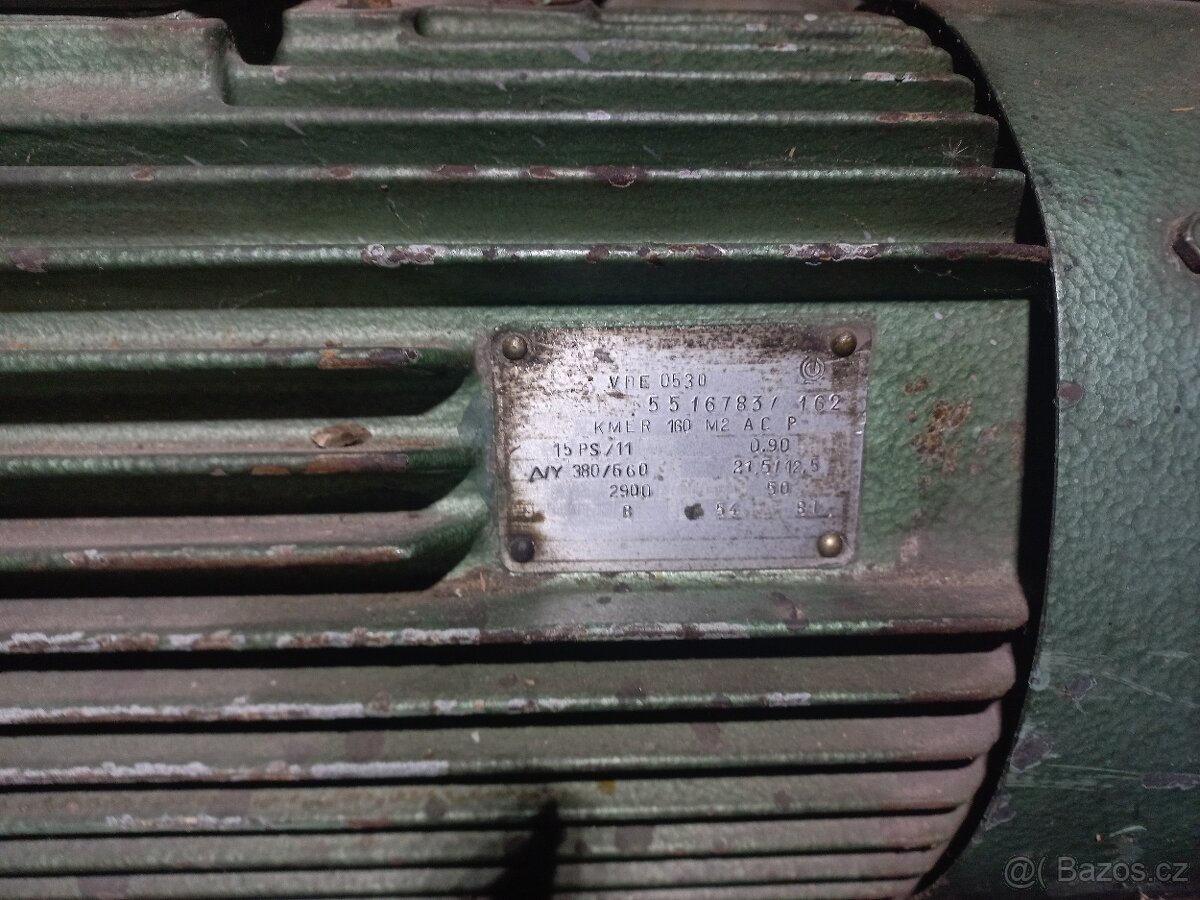 VDE 0530
5516783/ 162
KMER 160 M2 AC P
15 PS/11 0.90
Δ/Y 380/660 21,5/12,5
2900 50
B 54
@( Bazos.cz